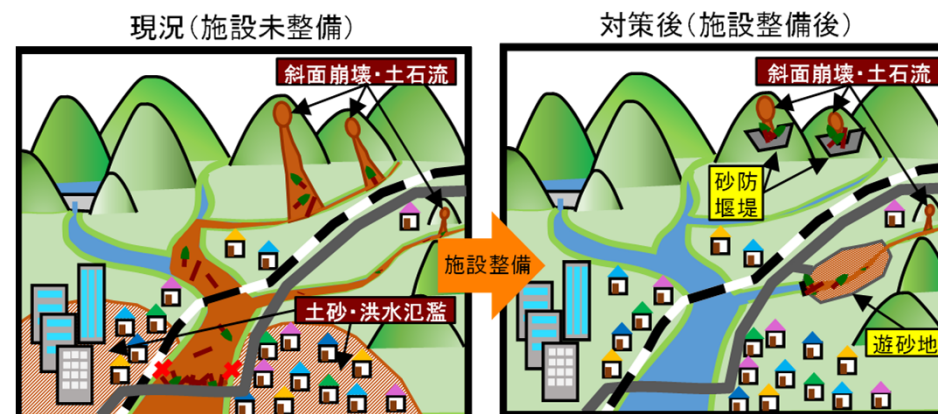 現況（施設未整備）
対策後（施設整備後）
斜面崩壊・土石流
斜面崩壊・土石流
砂防
堰堤
施設整備
土砂・洪水氾濫
遊砂地